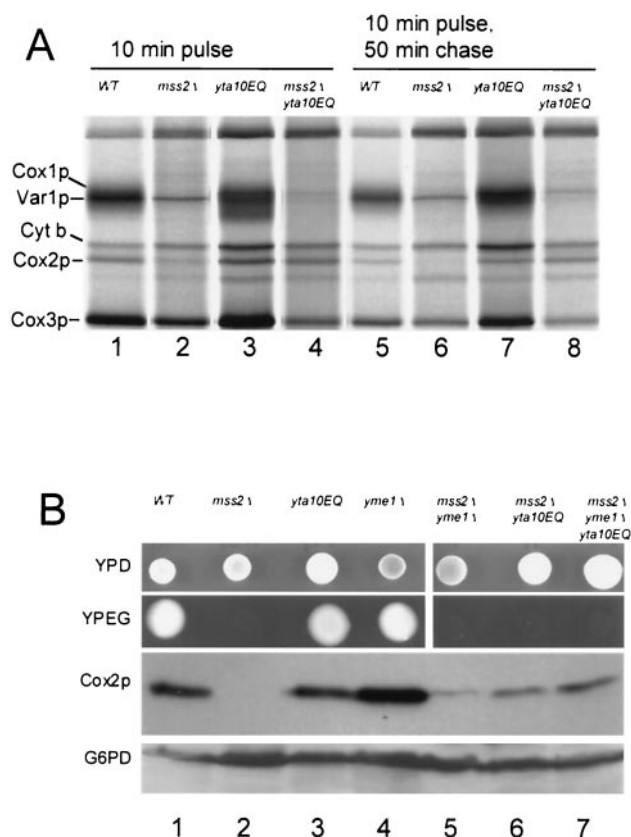 A
10 min pulse
10 min pulse,
50 min chase
WT mss2∖ yta10EQ mss2∖ yta10EQ WT mss2∖ yta10EQ mss2∖ yta10EQ
Cox1p
Var1p
Cyt b
Cox2p
Cox3p
1 2 3 4 5 6 7 8
B
WT mss2∖ yta10EQ yme1∖ mss2∖ yme1∖ mss2∖ yta10EQ mss2∖ yme1∖ yta10EQ
YPD
YPEG
Cox2p
G6PD
1 2 3 4 5 6 7